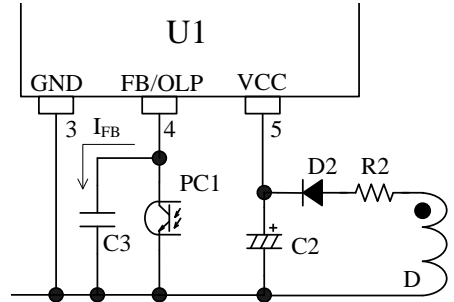 U1
GND FB/OLP VCC
3 4 5
I_FB
D2 R2
PC1
C3 C2
+
D